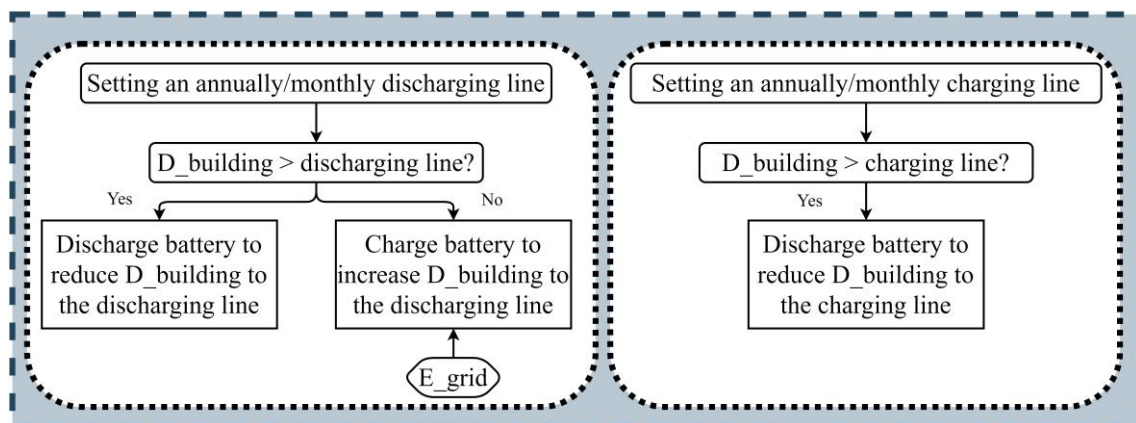 Setting an annually/monthly discharging line
D_building > discharging line?
Yes
No
Discharge battery to
reduce D_building to
the discharging line
Charge battery to
increase D_building to
the discharging line
E_grid
Setting an annually/monthly charging line
D_building > charging line?
Yes
Discharge battery to
reduce D_building to
the charging line